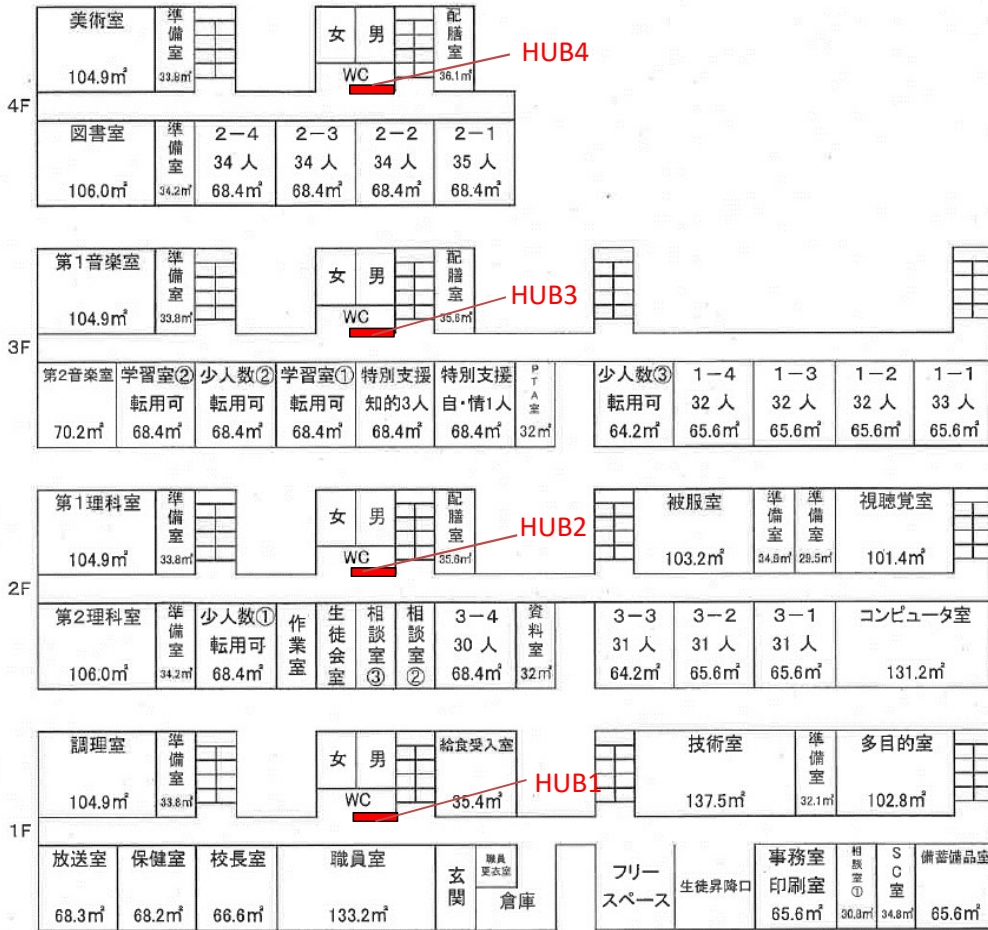 美術室
104.9㎡
準備室
33.8㎡
女
男
WC
配膳室
36.1㎡
HUB4
4F
図書室
106.0㎡
準備室
34.2㎡
2-4
34人
68.4㎡
2-3
34人
68.4㎡
2-2
34人
68.4㎡
2-1
35人
68.4㎡
第1音楽室
104.9㎡
準備室
33.8㎡
女
男
WC
配膳室
35.6㎡
HUB3
3F
第2音楽室
70.2㎡
学習室②
転用可
68.4㎡
少人数②
転用可
68.4㎡
学習室①
転用可
68.4㎡
特別支援
知的3人
68.4㎡
特別支援
自・情1人
68.4㎡
PTA室
32㎡
少人数③
転用可
64.2㎡
1-4
32人
65.6㎡
1-3
32人
65.6㎡
1-2
32人
65.6㎡
1-1
33人
65.6㎡
第1理科室
104.9㎡
準備室
33.8㎡
女
男
WC
配膳室
35.6㎡
HUB2
被服室
103.2㎡
準備室
34.9㎡
準備室
29.5㎡
視聴覚室
101.4㎡
2F
第2理科室
106.0㎡
準備室
34.2㎡
少人数①
転用可
68.4㎡
作業室
生徒会室
相談室③
相談室②
3-4
30人
68.4㎡
資料室
32㎡
3-3
31人
64.2㎡
3-2
31人
65.6㎡
3-1
31人
65.6㎡
コンピュータ室
131.2㎡
調理室
104.9㎡
準備室
33.8㎡
女
男
WC
給食受入室
35.4㎡
HUB1
技術室
137.5㎡
準備室
32.1㎡
多目的室
102.8㎡
1F
放送室
68.3㎡
保健室
68.2㎡
校長室
66.6㎡
職員室
133.2㎡
玄関
職員
更衣室
倉庫
フリー
スペース
生徒昇降口
事務室
印刷室
65.6㎡
相談室①
30.8㎡
SC室
34.8㎡
備蓄備品室
65.6㎡